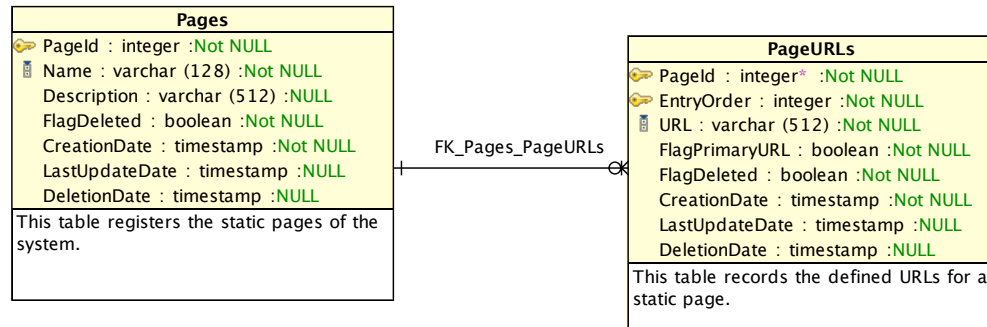 Pages
PageId : integer :Not NULL
Name : varchar (128) :Not NULL
Description : varchar (512) :NULL
FlagDeleted : boolean :Not NULL
CreationDate : timestamp :Not NULL
LastUpdateDate : timestamp :NULL
DeletionDate : timestamp :NULL
This table registers the static pages of the
system.
FK_Pages_PageURLs
PageURLs
PageId : integer* :Not NULL
EntryOrder : integer :Not NULL
URL : varchar (512) :Not NULL
FlagPrimaryURL : boolean :Not NULL
FlagDeleted : boolean :Not NULL
CreationDate : timestamp :Not NULL
LastUpdateDate : timestamp :NULL
DeletionDate : timestamp :NULL
This table records the defined URLs for a
static page.